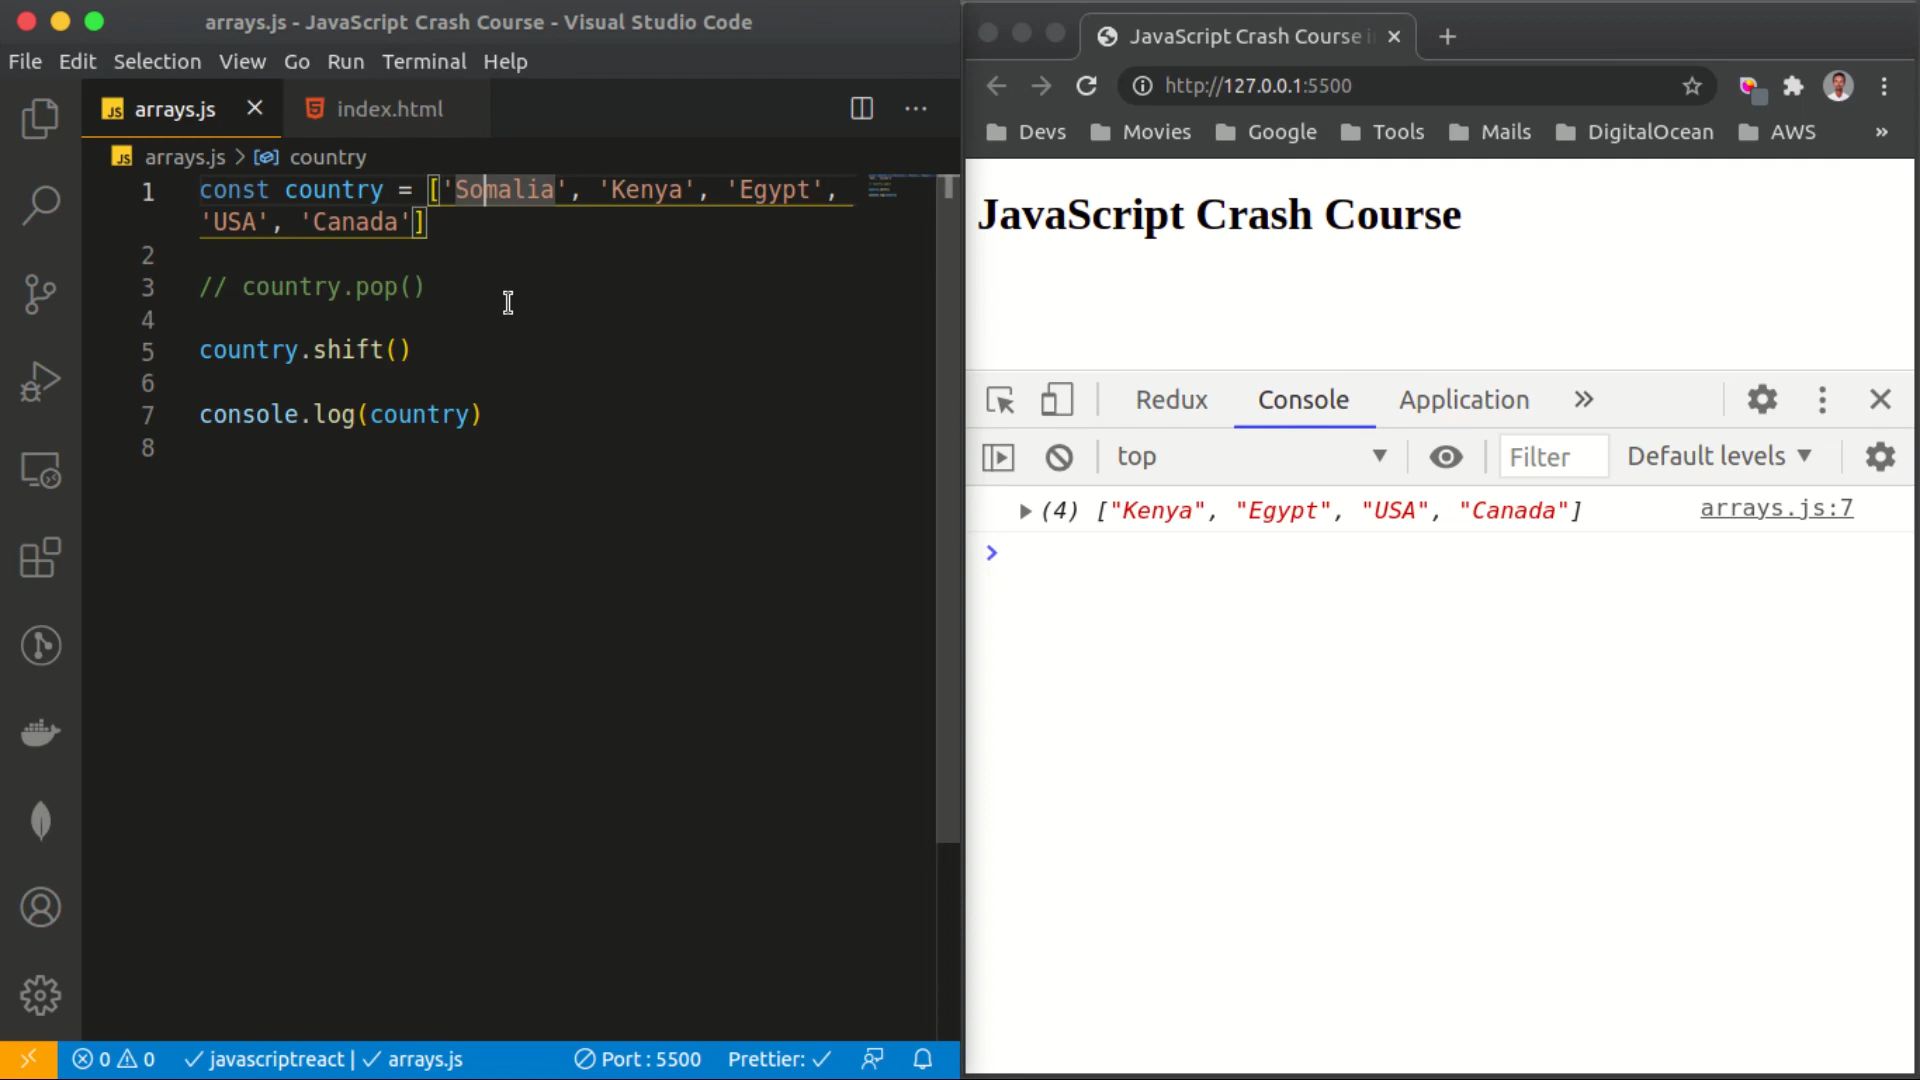 arrays.js - JavaScript Crash Course - Visual Studio Code
File Edit Selection View Go Run Terminal Help
JS arrays.js index.html
JS arrays.js country
1 const country = ['Somalia', 'Kenya', 'Egypt',
'USA', 'Canada']
2
3 // country.pop()
4
5 country.shift()
6
7 console.log(country)
8
0 0 javascriptreact | arrays.js Port : 5500 Prettier:
JavaScript Crash Course
http://127.0.0.1:5500
Devs Movies Google Tools Mails DigitalOcean AWS »
JavaScript Crash Course
Redux Console Application »
top Filter Default levels
(4) ["Kenya", "Egypt", "USA", "Canada"] arrays.js:7